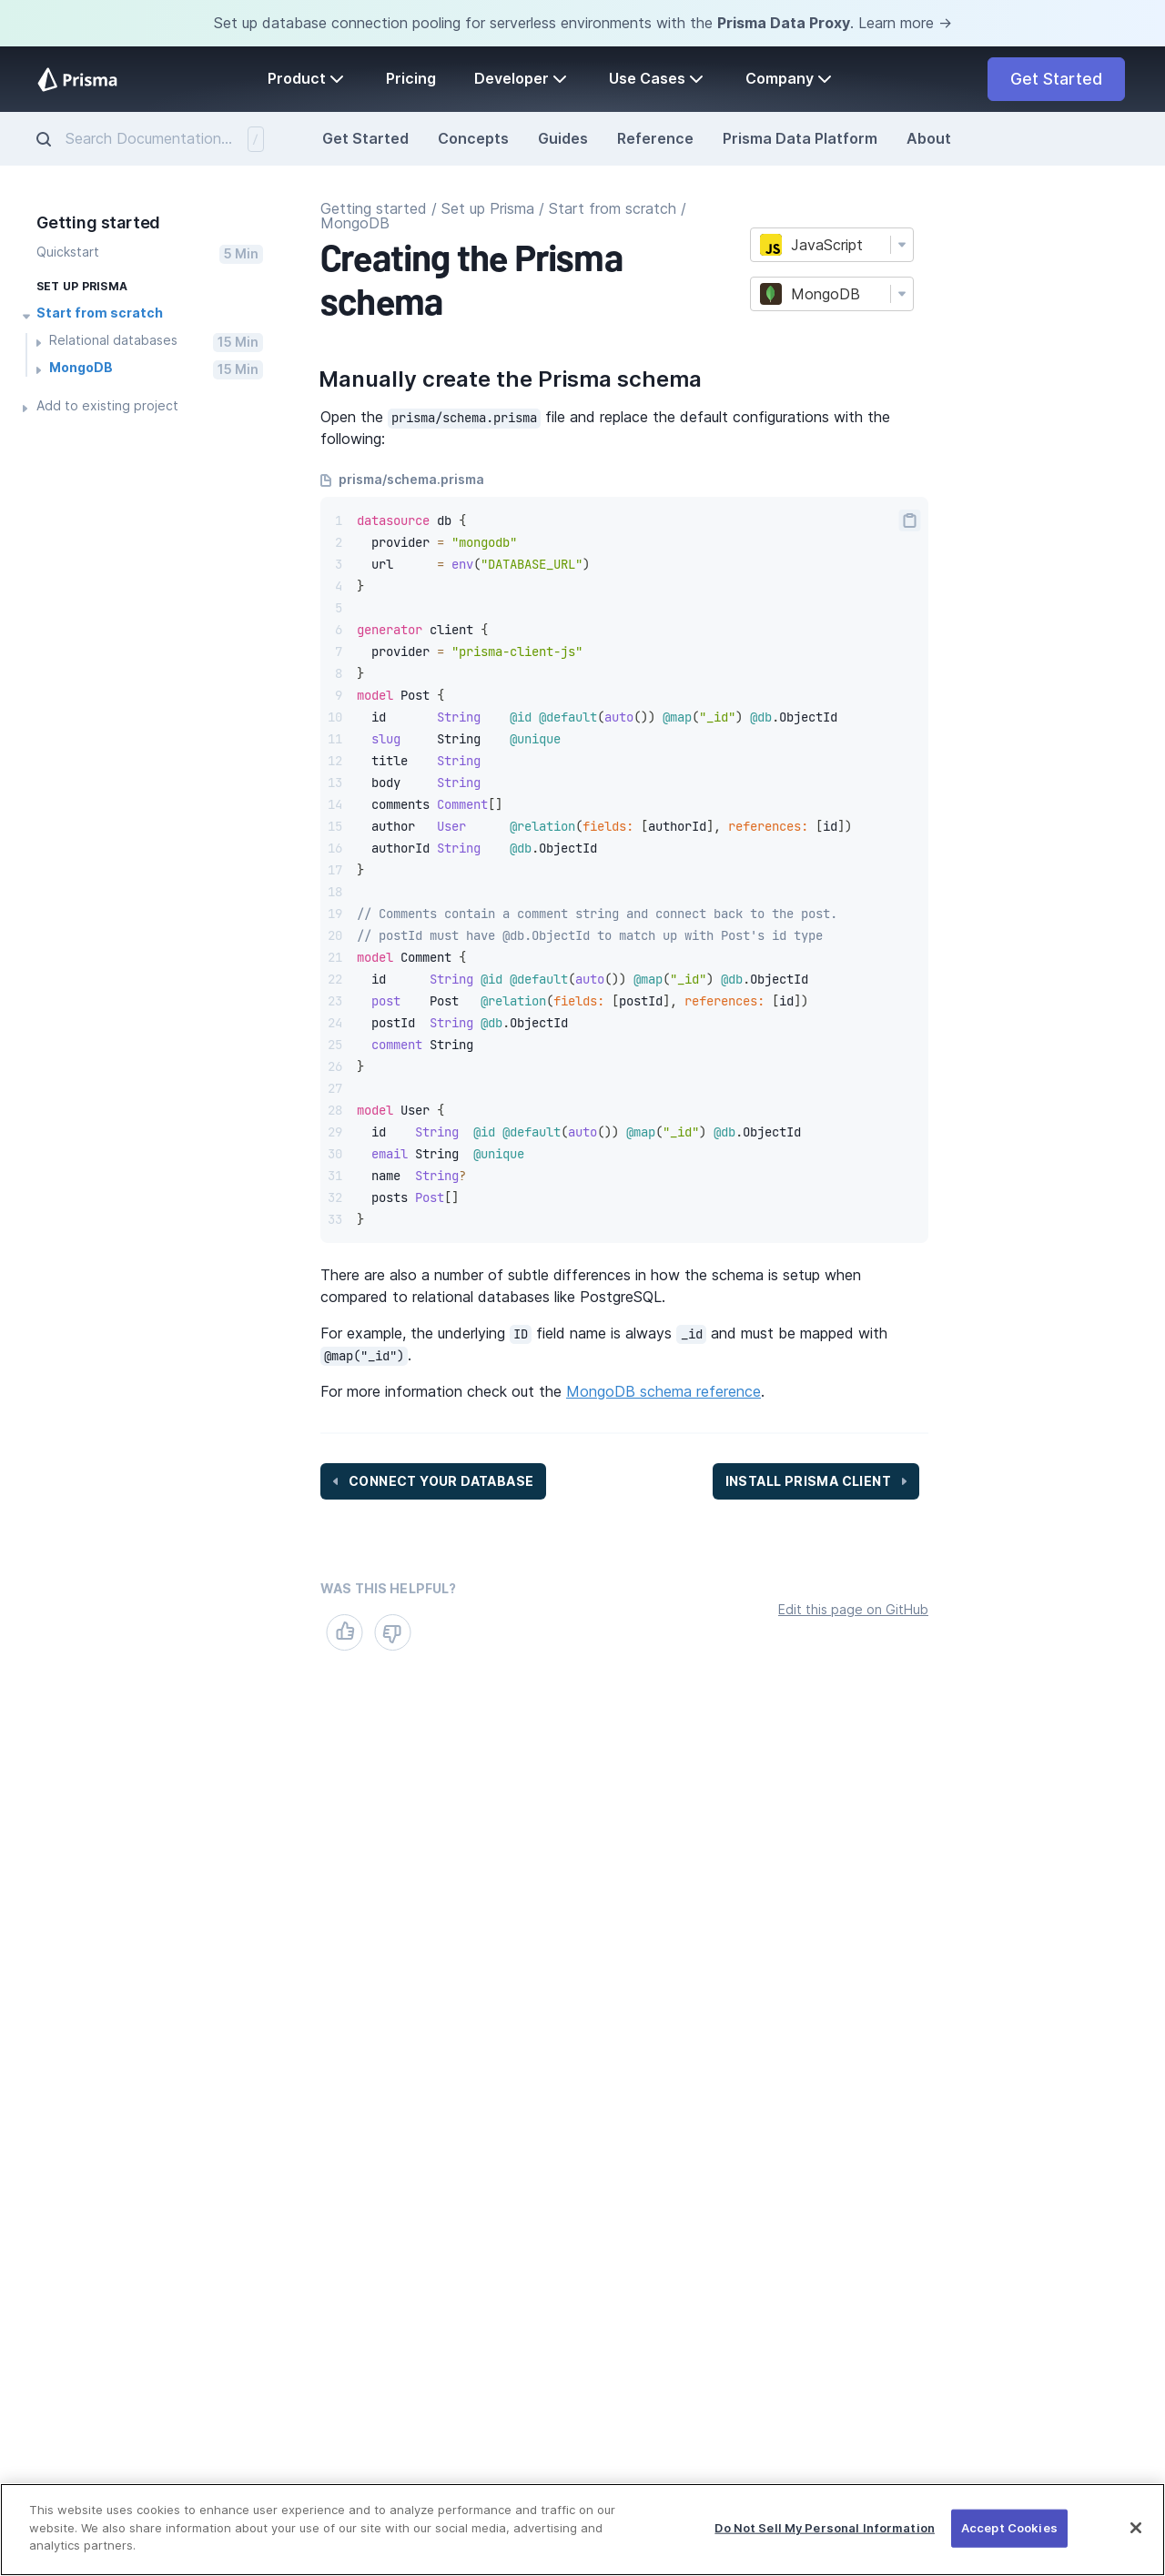 Set up database connection pooling for serverless environments with the Prisma Data Proxy. Learn more →
Prisma
Product
Pricing
Developer
Use Cases
Company
Get Started
Search Documentation...
/
Get Started
Concepts
Guides
Reference
Prisma Data Platform
About
Getting started
Quickstart
5 Min
SET UP PRISMA
Start from scratch
Relational databases
15 Min
MongoDB
15 Min
Add to existing project
Getting started / Set up Prisma / Start from scratch /
MongoDB
Creating the Prisma
schema
JS
JavaScript
MongoDB
Manually create the Prisma schema
Open the prisma/schema.prisma file and replace the default configurations with the
following:
prisma/schema.prisma
1 datasource db {
2   provider = "mongodb"
3   url      = env("DATABASE_URL")
4 }
5
6 generator client {
7   provider = "prisma-client-js"
8 }
9 model Post {
10   id       String    @id @default(auto()) @map("_id") @db.ObjectId
11   slug     String    @unique
12   title    String
13   body     String
14   comments Comment[]
15   author   User      @relation(fields: [authorId], references: [id])
16   authorId String    @db.ObjectId
17 }
18
19 // Comments contain a comment string and connect back to the post.
20 // postId must have @db.ObjectId to match up with Post's id type
21 model Comment {
22   id      String @id @default(auto()) @map("_id") @db.ObjectId
23   post    Post   @relation(fields: [postId], references: [id])
24   postId  String @db.ObjectId
25   comment String
26 }
27
28 model User {
29   id    String  @id @default(auto()) @map("_id") @db.ObjectId
30   email String  @unique
31   name  String?
32   posts Post[]
33 }
There are also a number of subtle differences in how the schema is setup when
compared to relational databases like PostgreSQL.
For example, the underlying ID field name is always _id and must be mapped with
@map("_id").
For more information check out the MongoDB schema reference.
CONNECT YOUR DATABASE
INSTALL PRISMA CLIENT
WAS THIS HELPFUL?
Edit this page on GitHub
This website uses cookies to enhance user experience and to analyze performance and traffic on our
website. We also share information about your use of our site with our social media, advertising and
analytics partners.
Do Not Sell My Personal Information
Accept Cookies